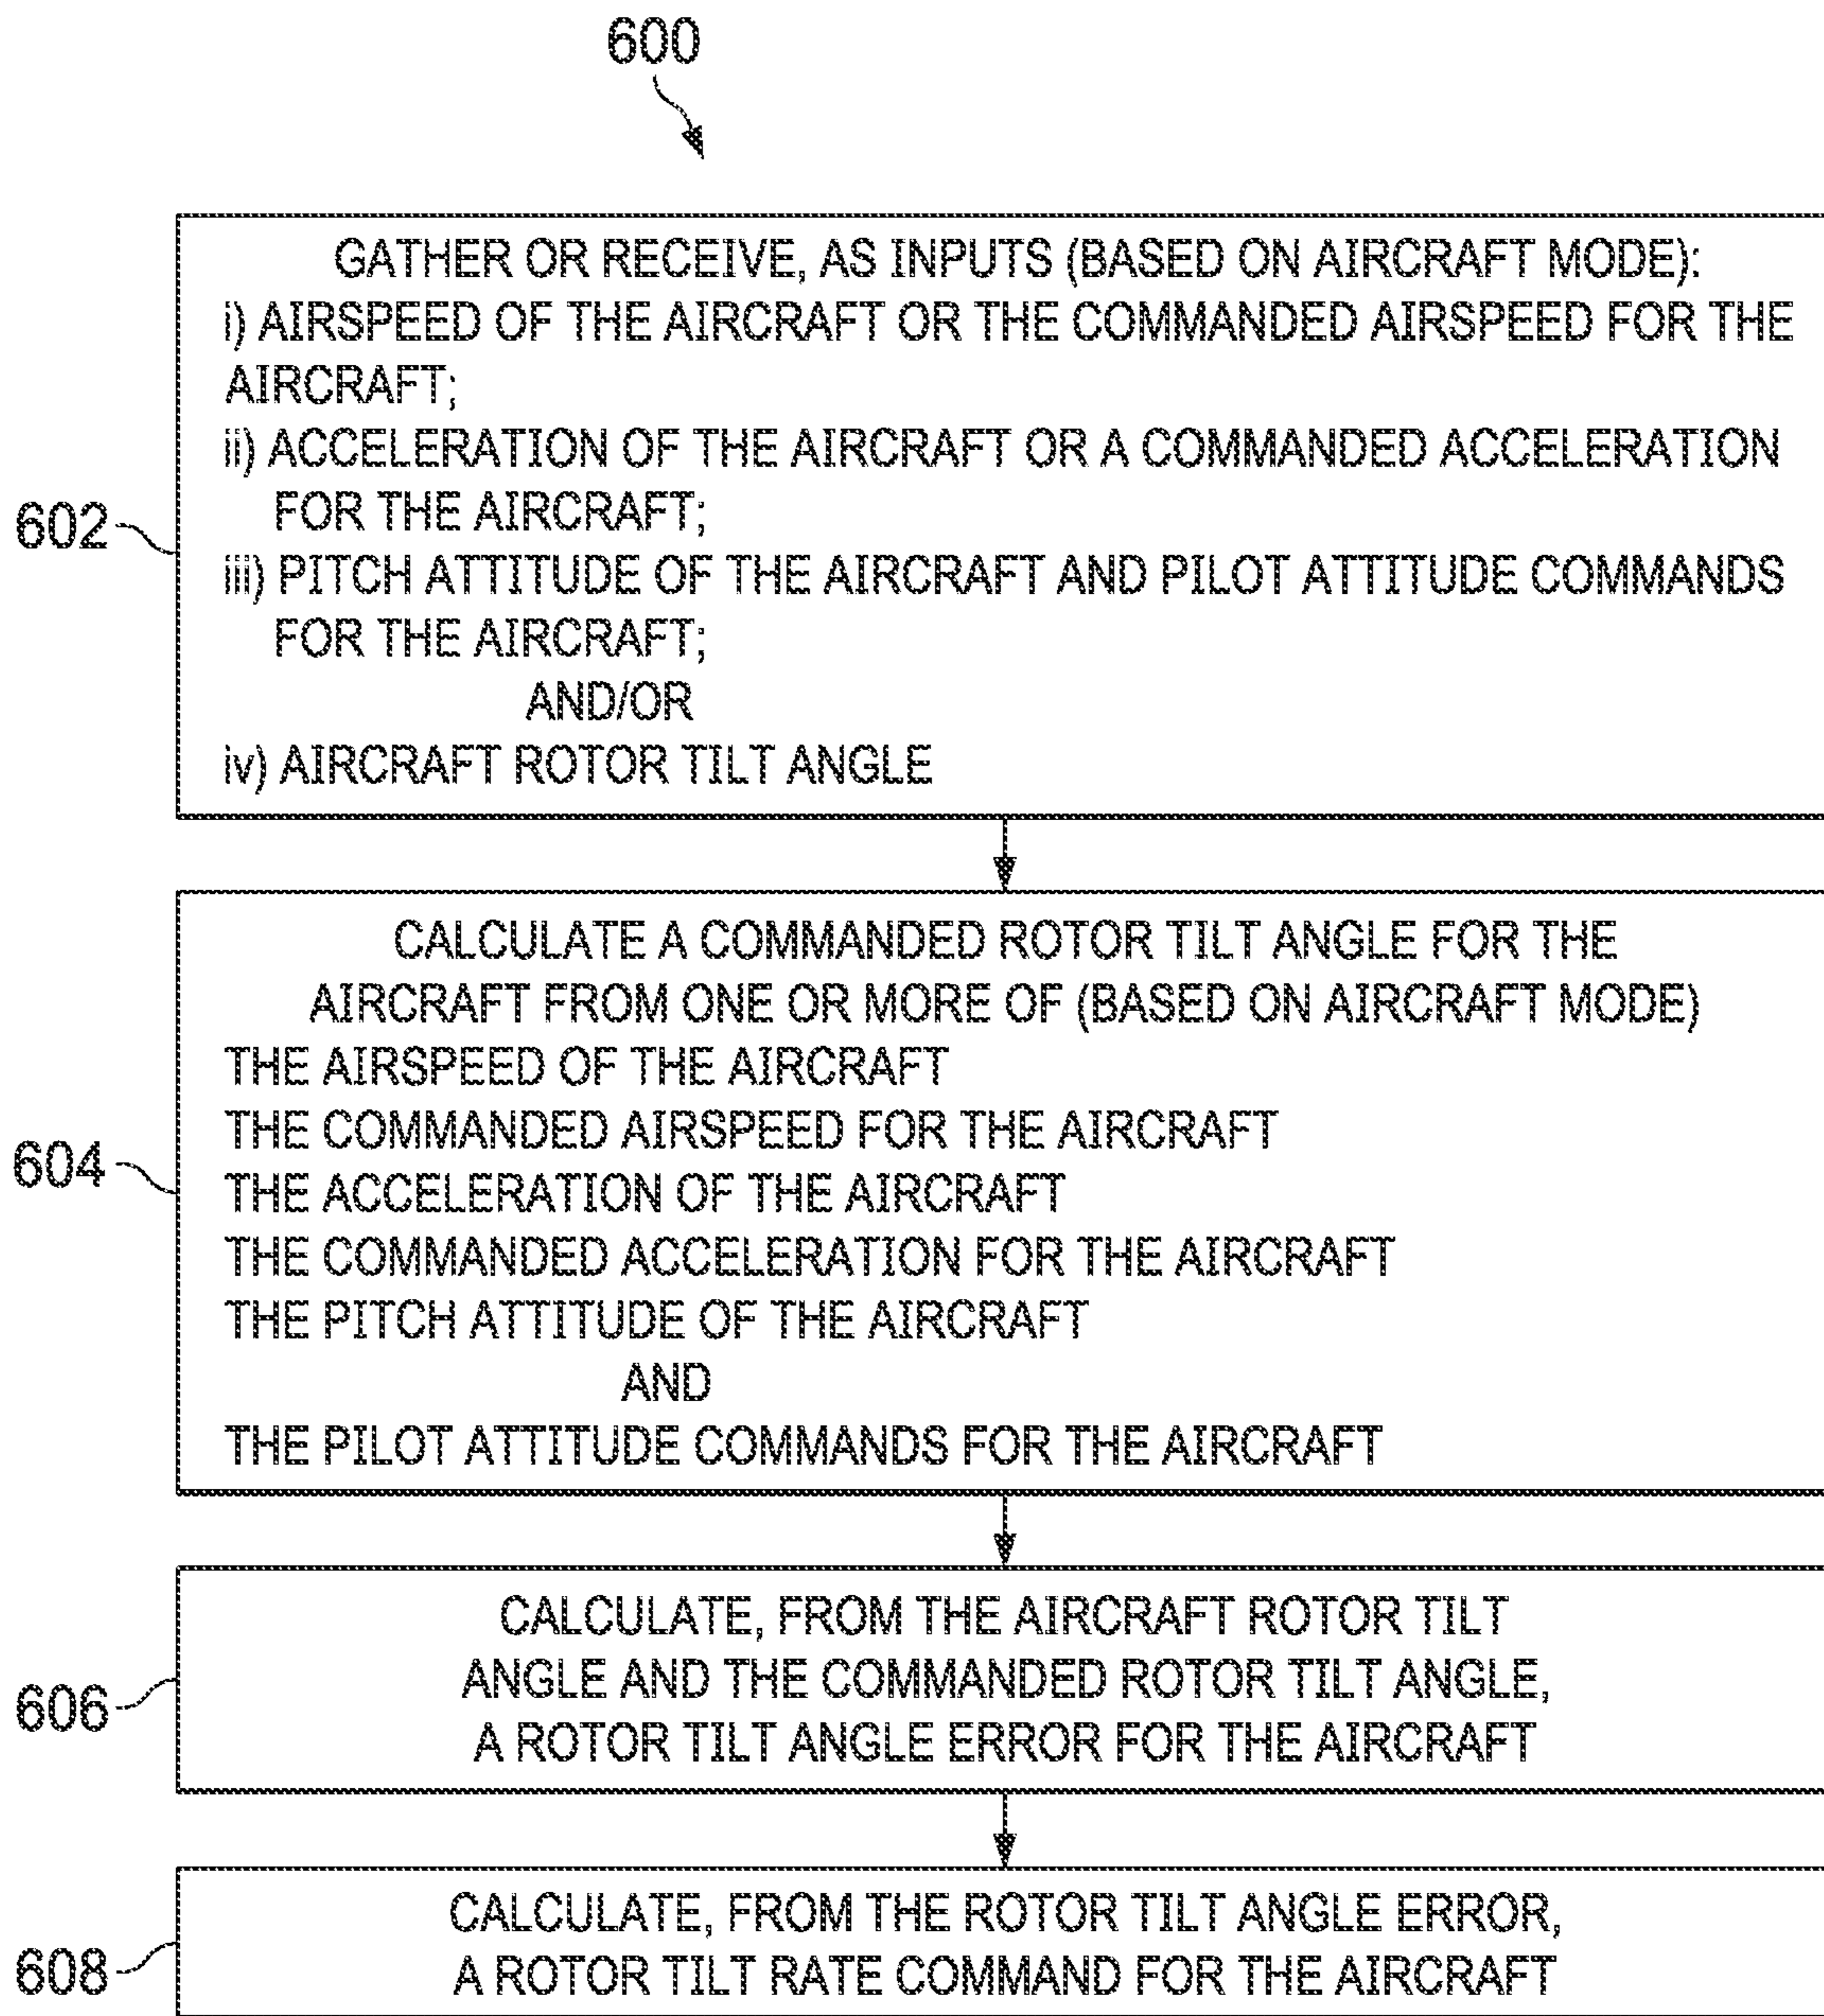 600
GATHER OR RECEIVE, AS INPUTS (BASED ON AIRCRAFT MODE):
i) AIRSPEED OF THE AIRCRAFT OR THE COMMANDED AIRSPEED FOR THE
AIRCRAFT;
ii) ACCELERATION OF THE AIRCRAFT OR A COMMANDED ACCELERATION
FOR THE AIRCRAFT;
602
iii) PITCH ATTITUDE OF THE AIRCRAFT AND PILOT ATTITUDE COMMANDS
FOR THE AIRCRAFT;
AND/OR
iv) AIRCRAFT ROTOR TILT ANGLE
CALCULATE A COMMANDED ROTOR TILT ANGLE FOR THE
AIRCRAFT FROM ONE OR MORE OF (BASED ON AIRCRAFT MODE)
THE AIRSPEED OF THE AIRCRAFT
THE COMMANDED AIRSPEED FOR THE AIRCRAFT
604
THE ACCELERATION OF THE AIRCRAFT
THE COMMANDED ACCELERATION FOR THE AIRCRAFT
THE PITCH ATTITUDE OF THE AIRCRAFT
AND
THE PILOT ATTITUDE COMMANDS FOR THE AIRCRAFT
CALCULATE, FROM THE AIRCRAFT ROTOR TILT
ANGLE AND THE COMMANDED ROTOR TILT ANGLE,
606
A ROTOR TILT ANGLE ERROR FOR THE AIRCRAFT
CALCULATE, FROM THE ROTOR TILT ANGLE ERROR,
608
A ROTOR TILT RATE COMMAND FOR THE AIRCRAFT